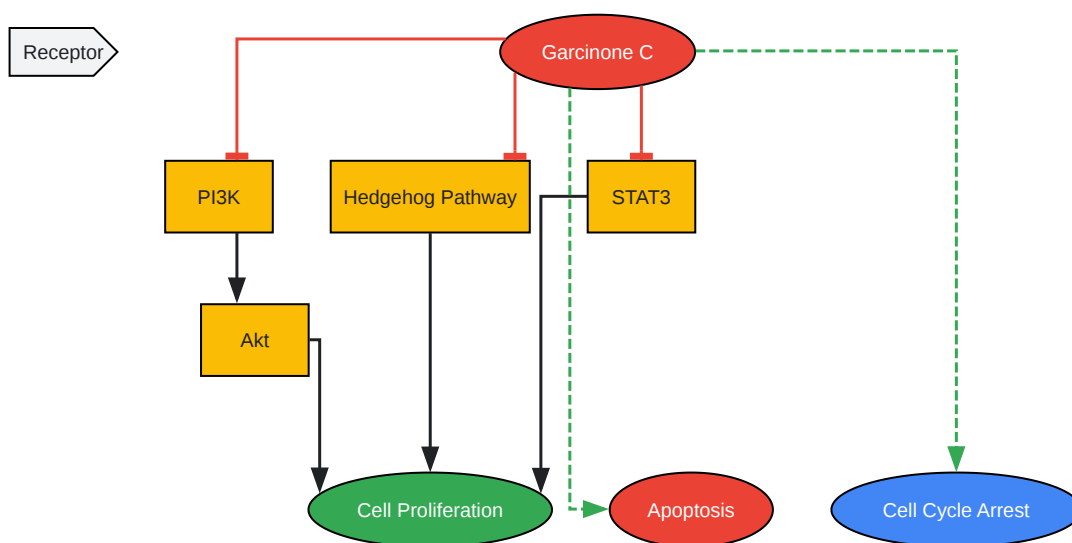 Receptor
Garcinone C
PI3K
Hedgehog Pathway
STAT3
Akt
Cell Proliferation
Apoptosis
Cell Cycle Arrest